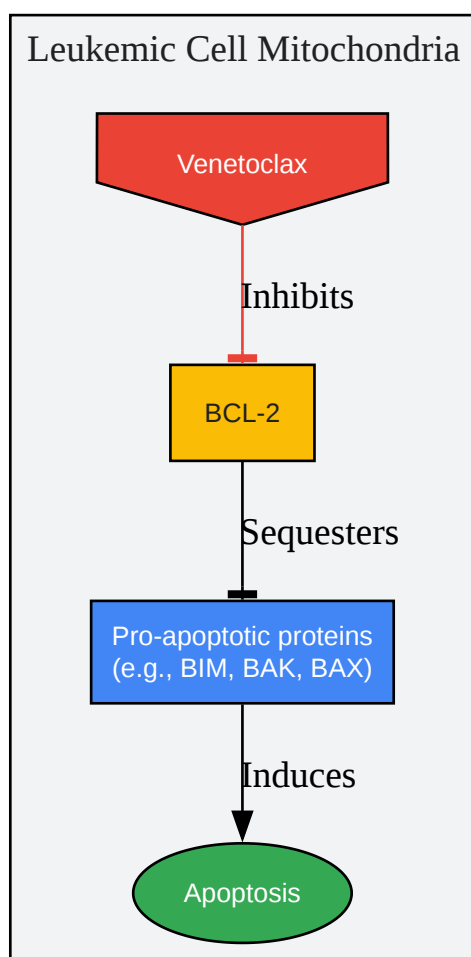 Leukemic Cell Mitochondria
Venetoclax
Inhibits
BCL-2
Sequesters
Pro-apoptotic proteins
(e.g., BIM, BAK, BAX)
Induces
Apoptosis